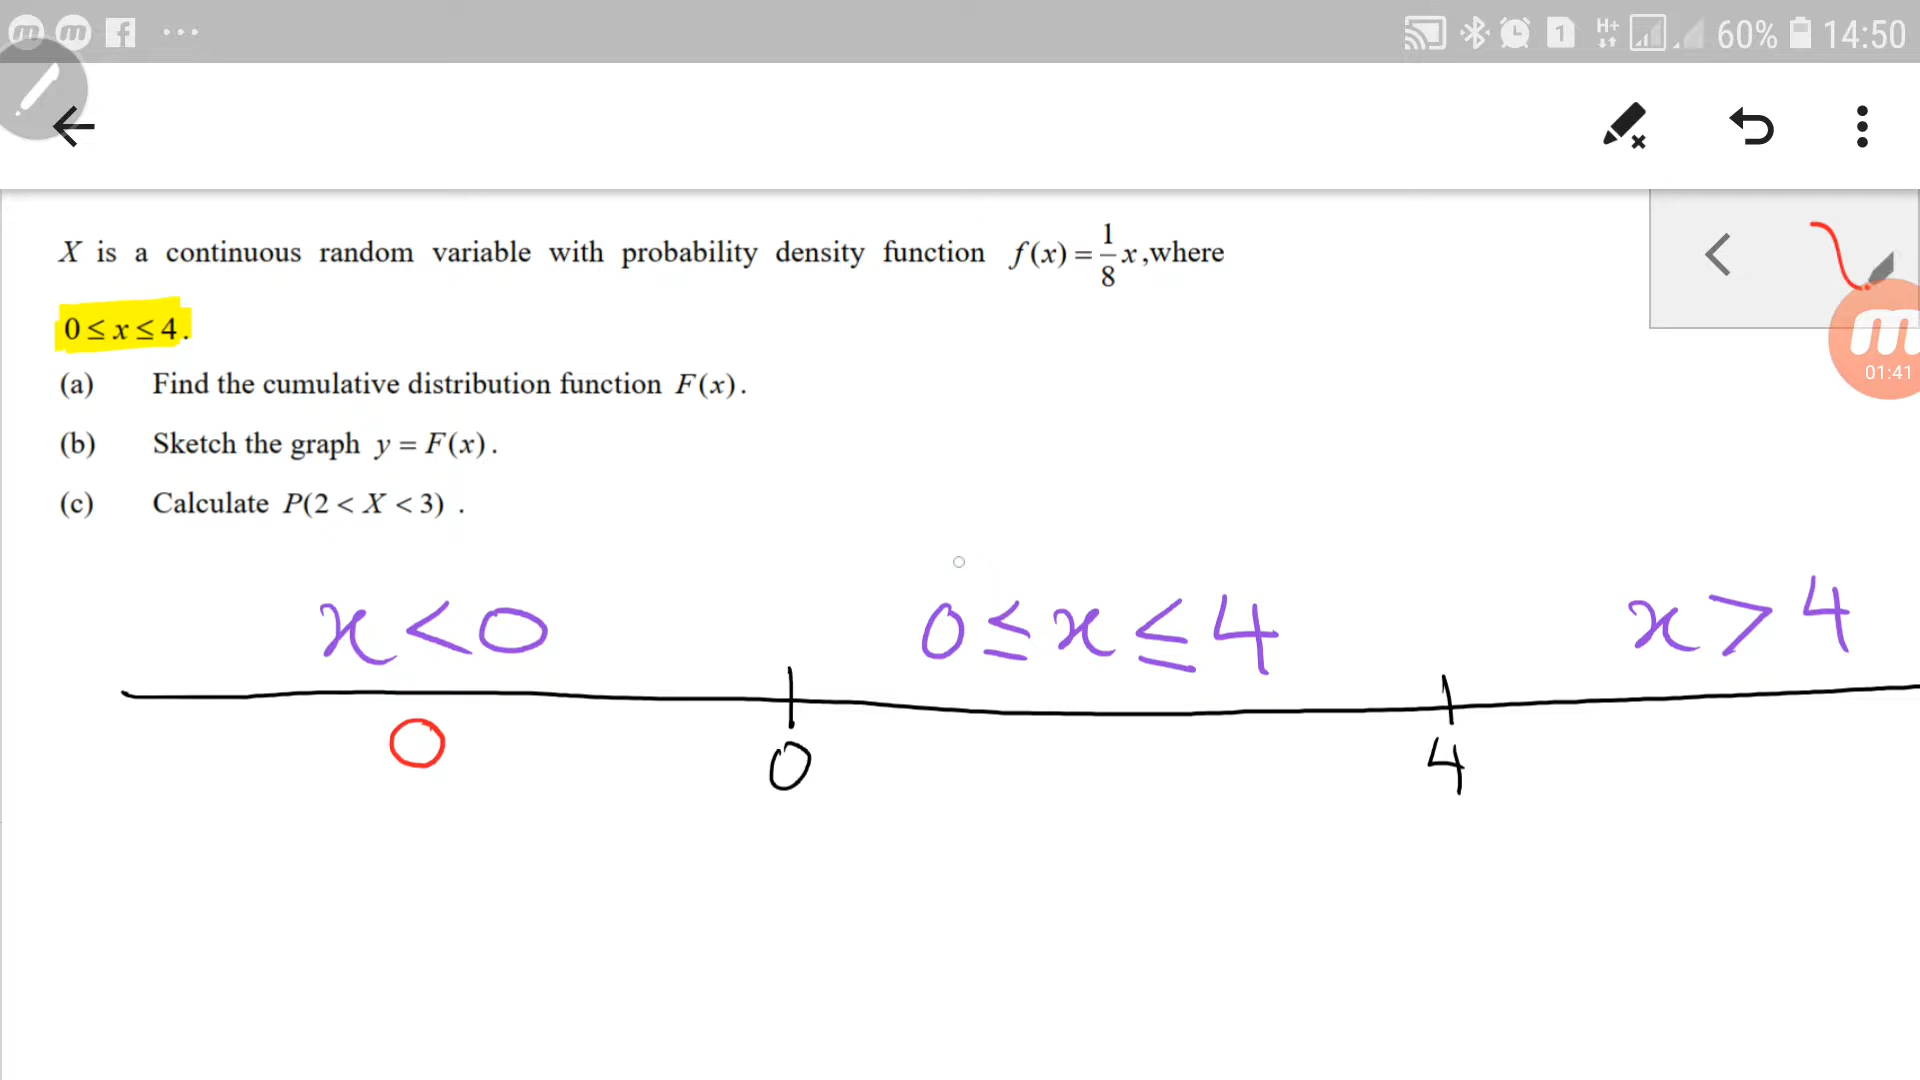 60% 14:50
X is a continuous random variable with probability density function f(x) = 1/8 x ,where
0 ≤ x ≤ 4 .
01:41
(a) Find the cumulative distribution function F(x) .
(b) Sketch the graph y = F(x) .
(c) Calculate P(2 < X < 3) .
x < 0 0 ≤ x ≤ 4 x > 4
0 0 4